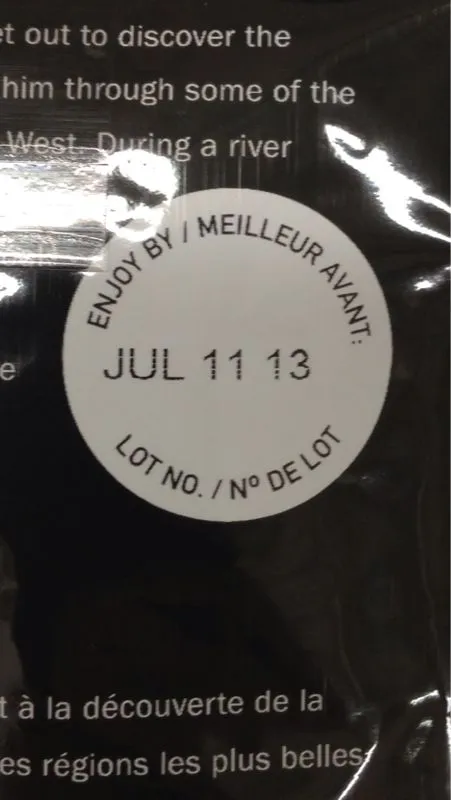 et out to discover the
him through some of the
West. During a river
ENJOY BY / MEILLEUR AVANT:
e
JUL 11 13
LOT NO. / Nº DE LOT
t à la découverte de la
es régions les plus belles